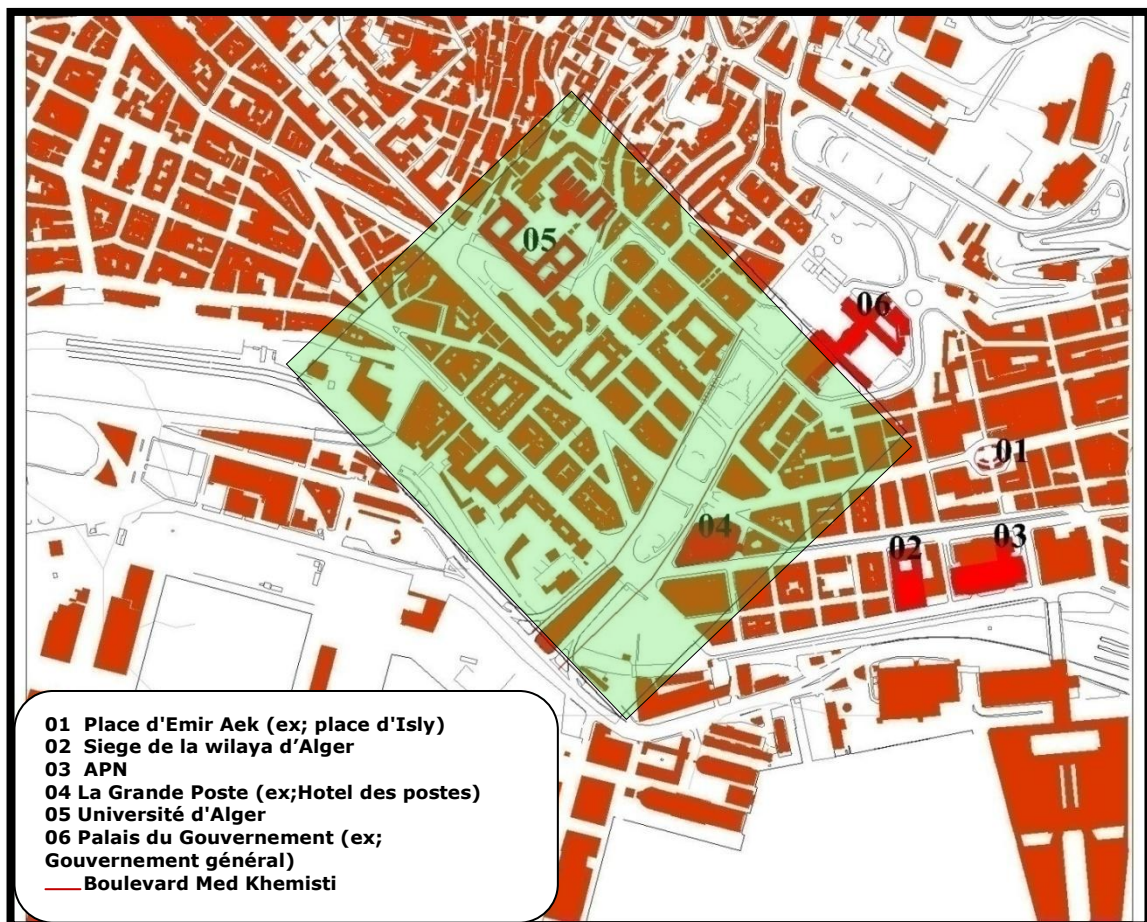 05
06
01
04
02
03
01 Place d'Emir Aek (ex; place d'Isly)
02 Siege de la wilaya d’Alger
03 APN
04 La Grande Poste (ex;Hotel des postes)
05 Université d'Alger
06 Palais du Gouvernement (ex;
Gouvernement général)
Boulevard Med Khemisti